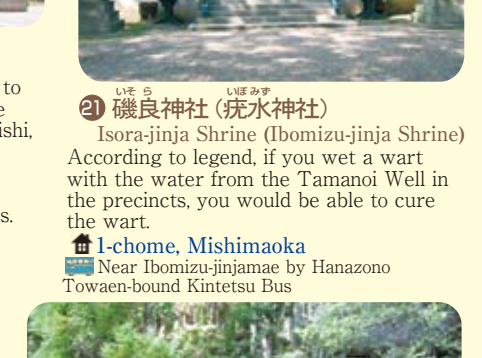 to
e
ishi,
s.
いそ ら いぼ みず
21 磯良神社（疣水神社）
Isora-jinja Shrine (Ibomizu-jinja Shrine)
According to legend, if you wet a wart
with the water from the Tamanoi Well in
the precincts, you would be able to cure
the wart.
1-chome, Mishimaoka
Near Ibomizu-jinjamae by Hanazono
Towaen-bound Kintetsu Bus